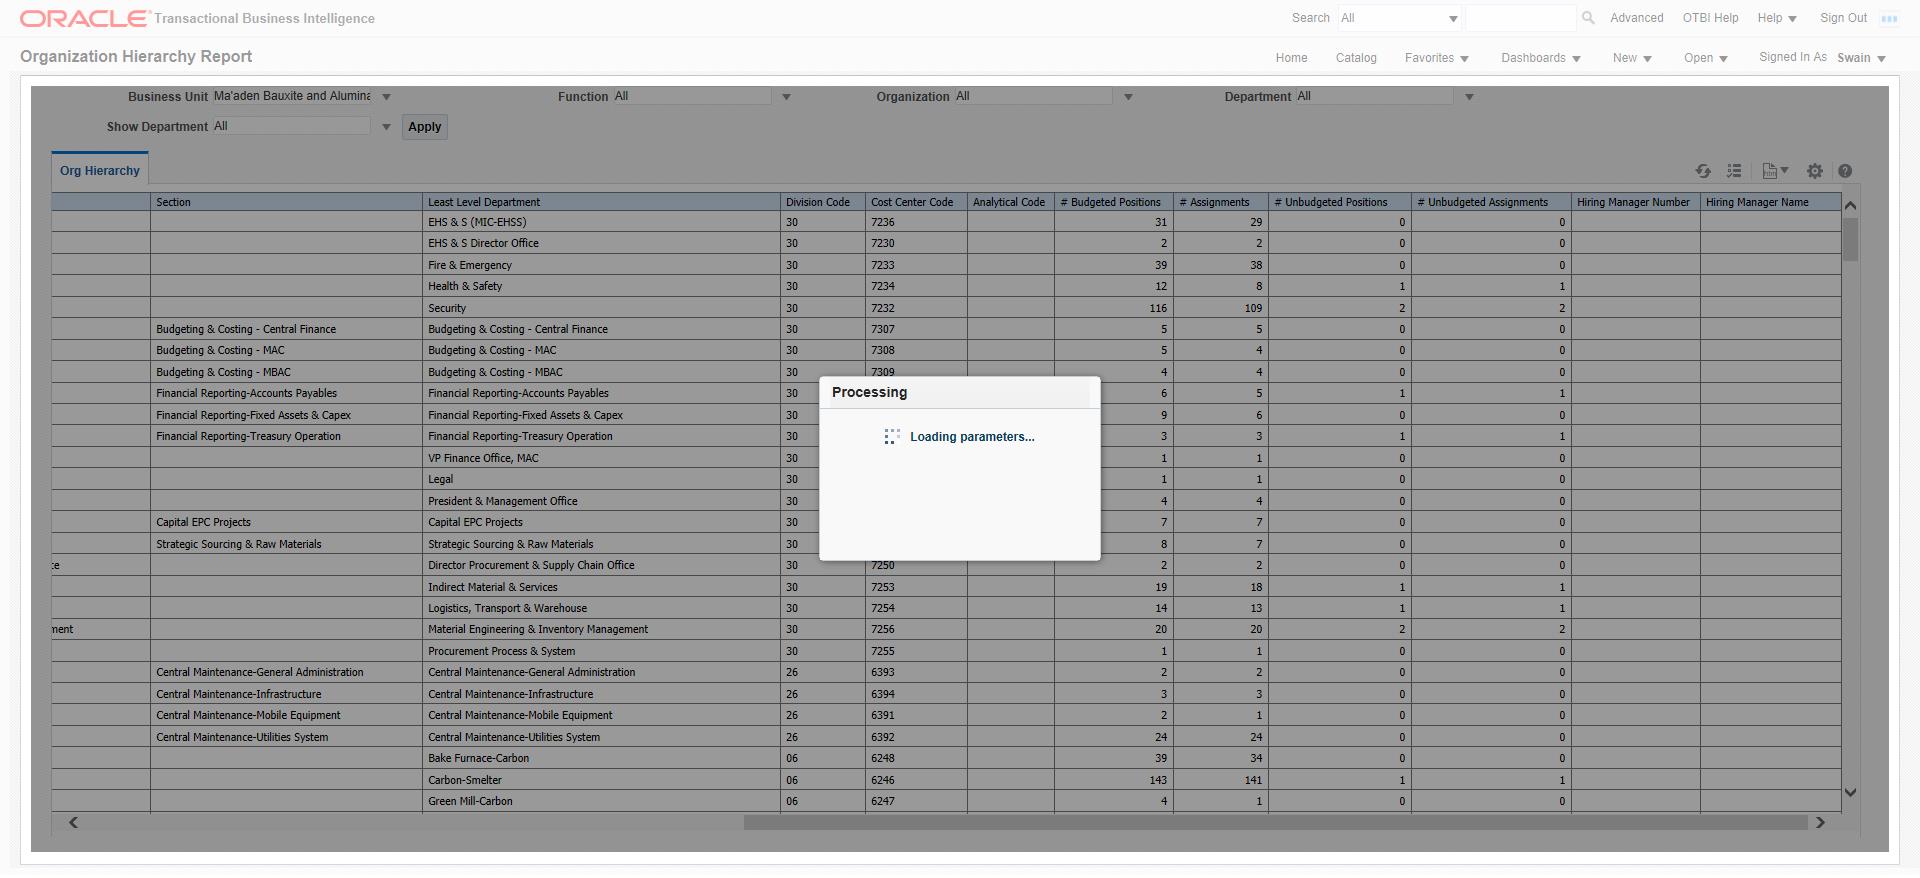 ORACLE Transactional Business Intelligence Search All Advanced OTBI Help Help Sign Out
Organization Hierarchy Report Home Catalog Favorites Dashboards New Open Signed In As Swain
Business Unit Ma'aden Bauxite and Alumina Function All Organization All Department All
Show Department All Apply
Org Hierarchy
Section Least Level Department Division Code Cost Center Code Analytical Code # Budgeted Positions # Assignments # Unbudgeted Positions # Unbudgeted Assignments Hiring Manager Number Hiring Manager Name
EHS & S (MIC-EHSS) 30 7236 31 29 0 0
EHS & S Director Office 30 7230 2 2 0 0
Fire & Emergency 30 7233 39 38 0 0
Health & Safety 30 7234 12 8 1 1
Security 30 7232 116 109 2 2
Budgeting & Costing - Central Finance Budgeting & Costing - Central Finance 30 7307 5 5 0 0
Budgeting & Costing - MAC Budgeting & Costing - MAC 30 7308 5 4 0 0
Budgeting & Costing - MBAC Budgeting & Costing - MBAC 30 7309 4 4 0 0
Financial Reporting-Accounts Payables Financial Reporting-Accounts Payables 30 6 5 1 1
Financial Reporting-Fixed Assets & Capex Financial Reporting-Fixed Assets & Capex 30 9 6 0 0
Financial Reporting-Treasury Operation Financial Reporting-Treasury Operation 30 3 3 1 1
VP Finance Office, MAC 30 1 1 0 0
Legal 30 1 1 0 0
President & Management Office 30 4 4 0 0
Capital EPC Projects Capital EPC Projects 30 7 7 0 0
Strategic Sourcing & Raw Materials Strategic Sourcing & Raw Materials 30 8 7 0 0
ce Director Procurement & Supply Chain Office 30 7250 2 2 0 0
Indirect Material & Services 30 7253 19 18 1 1
Logistics, Transport & Warehouse 30 7254 14 13 1 1
ment Material Engineering & Inventory Management 30 7256 20 20 2 2
Procurement Process & System 30 7255 1 1 0 0
Central Maintenance-General Administration Central Maintenance-General Administration 26 6393 2 2 0 0
Central Maintenance-Infrastructure Central Maintenance-Infrastructure 26 6394 3 3 0 0
Central Maintenance-Mobile Equipment Central Maintenance-Mobile Equipment 26 6391 2 1 0 0
Central Maintenance-Utilities System Central Maintenance-Utilities System 26 6392 24 24 0 0
Bake Furnace-Carbon 06 6248 39 34 0 0
Carbon-Smelter 06 6246 143 141 1 1
Green Mill-Carbon 06 6247 4 1 0 0
Processing
Loading parameters...